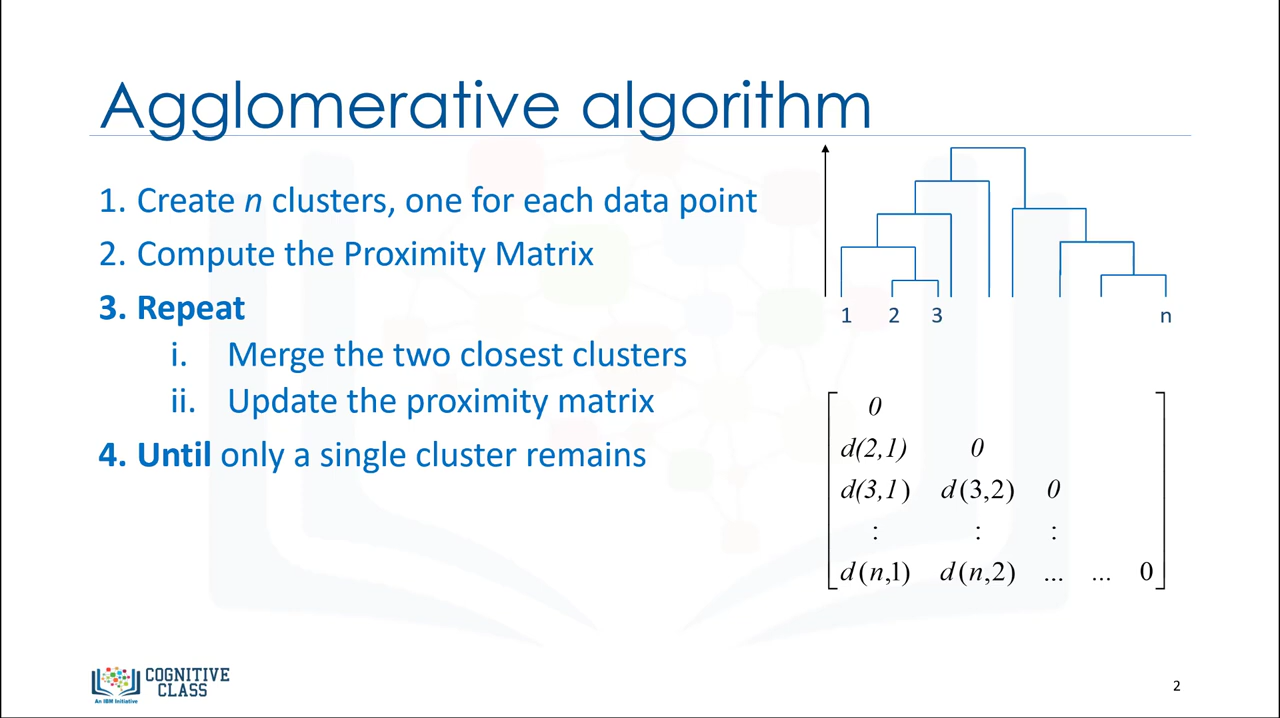 Agglomerative algorithm
1. Create n clusters, one for each data point
2. Compute the Proximity Matrix
3. Repeat
i. Merge the two closest clusters
ii. Update the proximity matrix
4. Until only a single cluster remains
1 2 3 n
0
d(2,1) 0
d(3,1) d(3,2) 0
: : :
d(n,1) d(n,2) ... ... 0
COGNITIVE
CLASS
An IBM Initiative
2